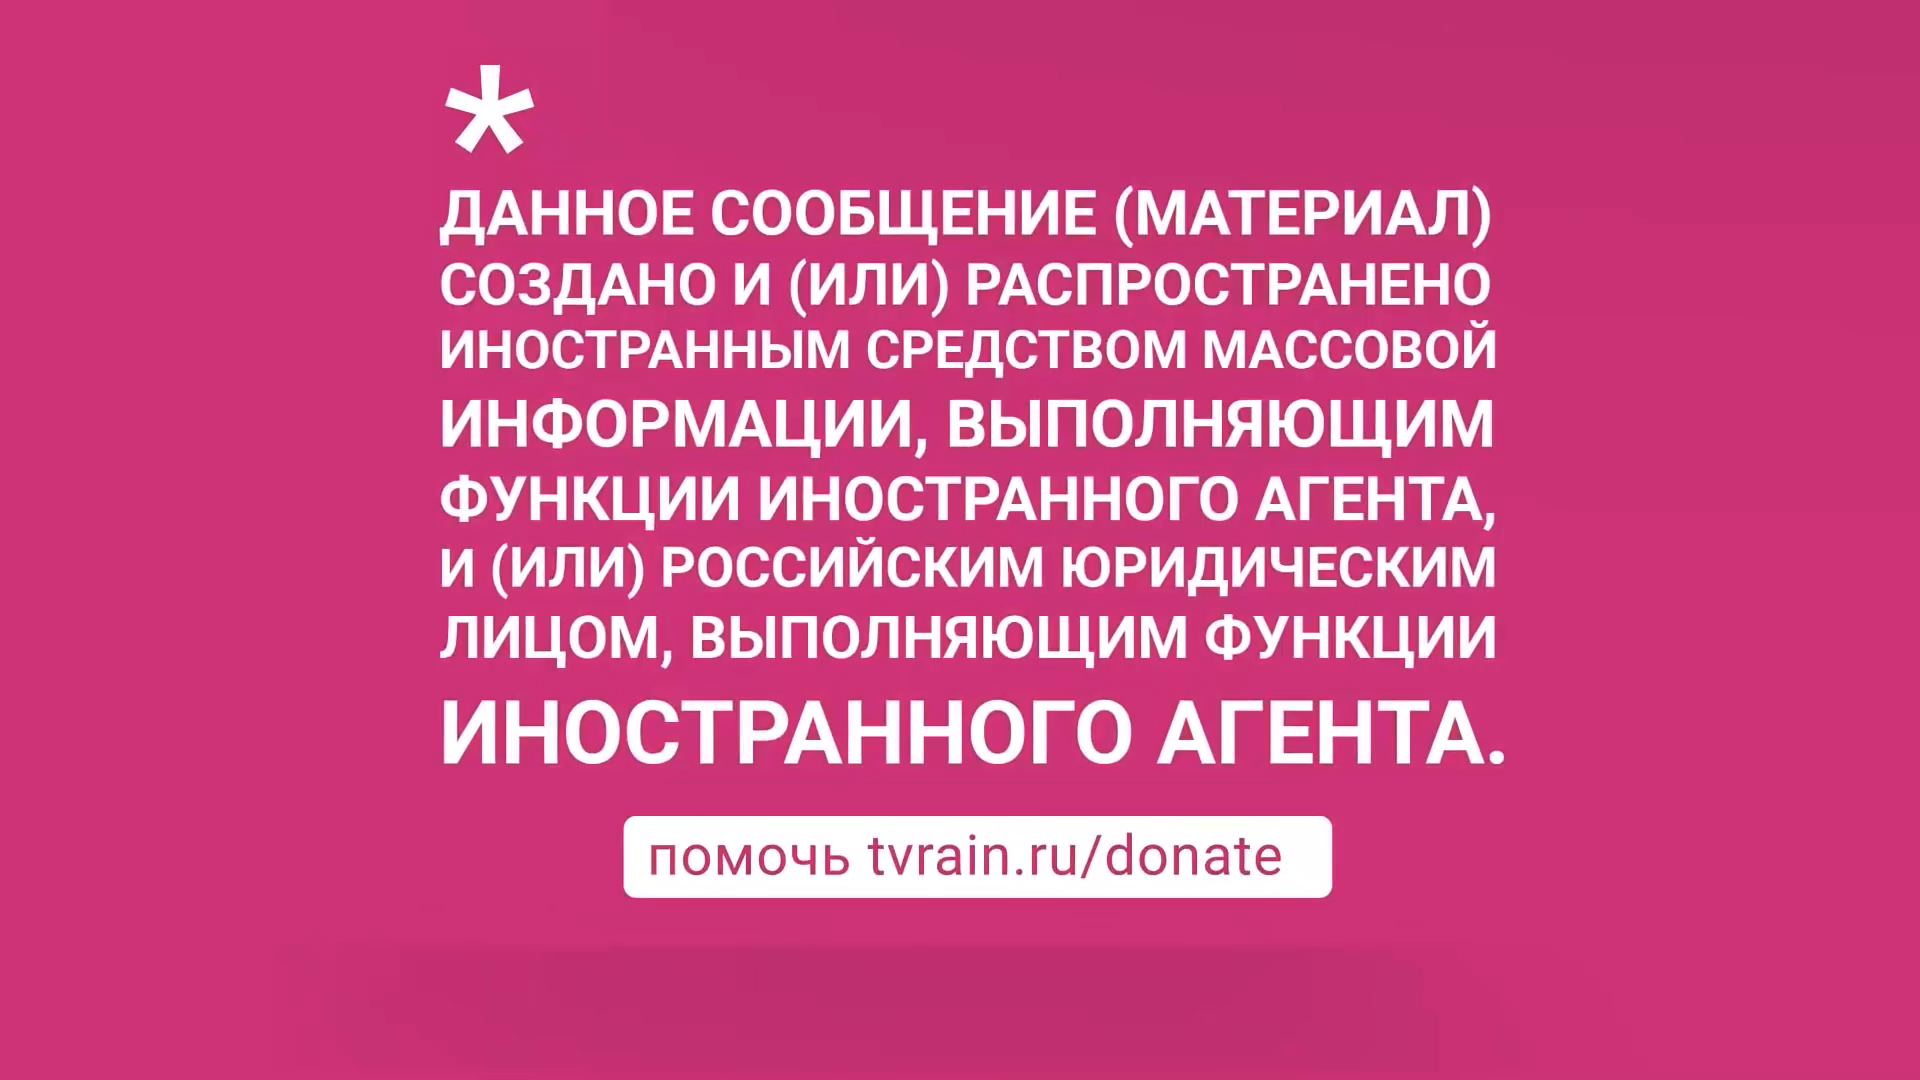 *
ДАННОЕ СООБЩЕНИЕ (МАТЕРИАЛ)
СОЗДАНО И (ИЛИ) РАСПРОСТРАНЕНО
ИНОСТРАННЫМ СРЕДСТВОМ МАССОВОЙ
ИНФОРМАЦИИ, ВЫПОЛНЯЮЩИМ
ФУНКЦИИ ИНОСТРАННОГО АГЕНТА,
И (ИЛИ) РОССИЙСКИМ ЮРИДИЧЕСКИМ
ЛИЦОМ, ВЫПОЛНЯЮЩИМ ФУНКЦИИ
ИНОСТРАННОГО АГЕНТА.
помочь tvrain.ru/donate